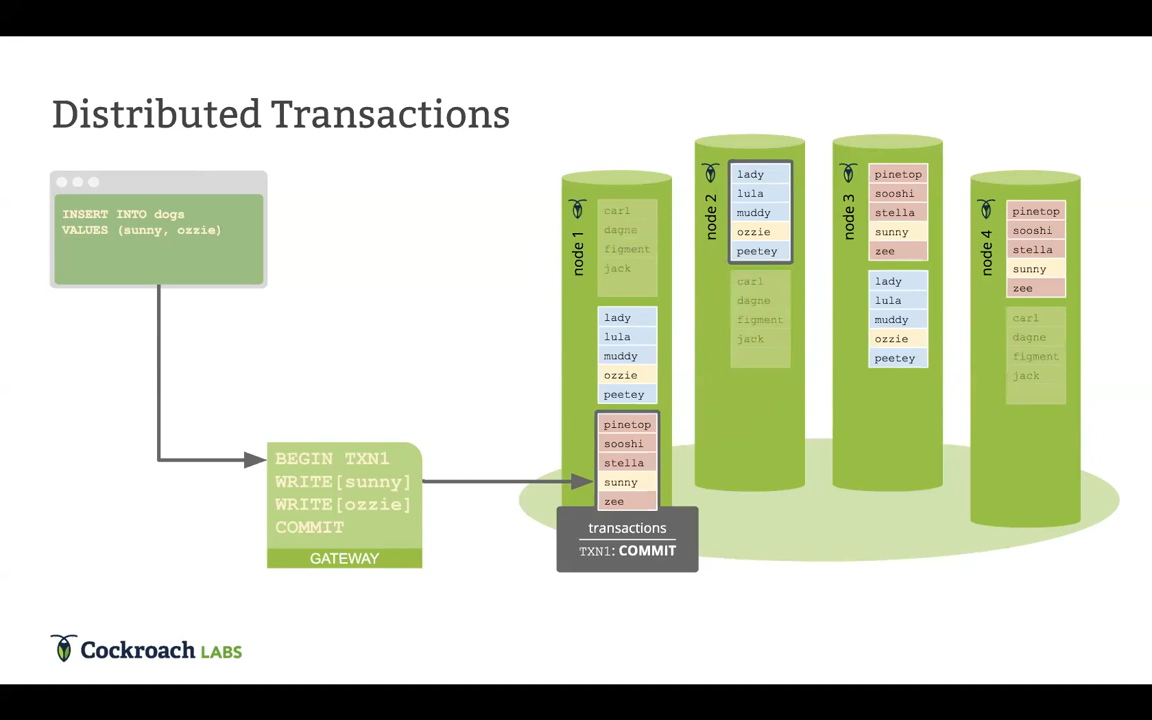 Distributed Transactions
INSERT INTO dogs
VALUES (sunny, ozzie)
BEGIN TXN1
WRITE[sunny]
WRITE[ozzie]
COMMIT
GATEWAY
node 1
carl
dagne
figment
jack
lady
lula
muddy
ozzie
peetey
pinetop
sooshi
stella
sunny
zee
transactions
TXN1: COMMIT
node 2
lady
lula
muddy
ozzie
peetey
carl
dagne
figment
jack
node 3
pinetop
sooshi
stella
sunny
zee
lady
lula
muddy
ozzie
peetey
node 4
pinetop
sooshi
stella
sunny
zee
carl
dagne
figment
jack
Cockroach LABS